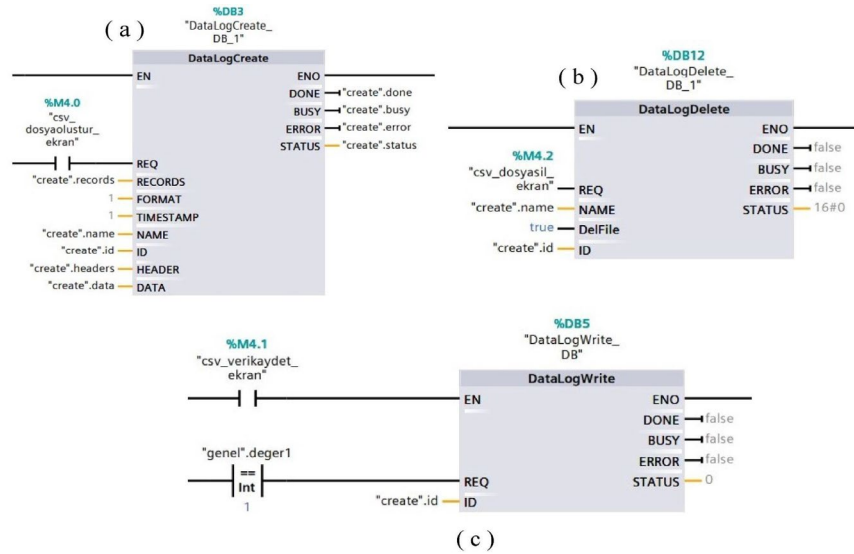 ( a )
%DB3
"DataLogCreate_
DB_1"
DataLogCreate
EN ENO
DONE "create".done
BUSY "create".busy
ERROR "create".error
STATUS "create".status
%M4.0
"csv_
dosyaolustur_
ekran"
REQ
"create".records RECORDS
1 FORMAT
1 TIMESTAMP
"create".name NAME
"create".id ID
"create".headers HEADER
"create".data DATA
( b )
%DB12
"DataLogDelete_
DB_1"
DataLogDelete
EN ENO
DONE false
BUSY false
ERROR false
STATUS 16#0
%M4.2
"csv_dosyasil_
ekran"
REQ
"create".name NAME
true DelFile
"create".id ID
%DB5
"DataLogWrite_
DB"
DataLogWrite
%M4.1
"csv_verikaydet_
ekran"
EN ENO
DONE false
BUSY false
ERROR false
STATUS 0
"genel".deger1
==
Int
1
REQ
"create".id ID
( c )